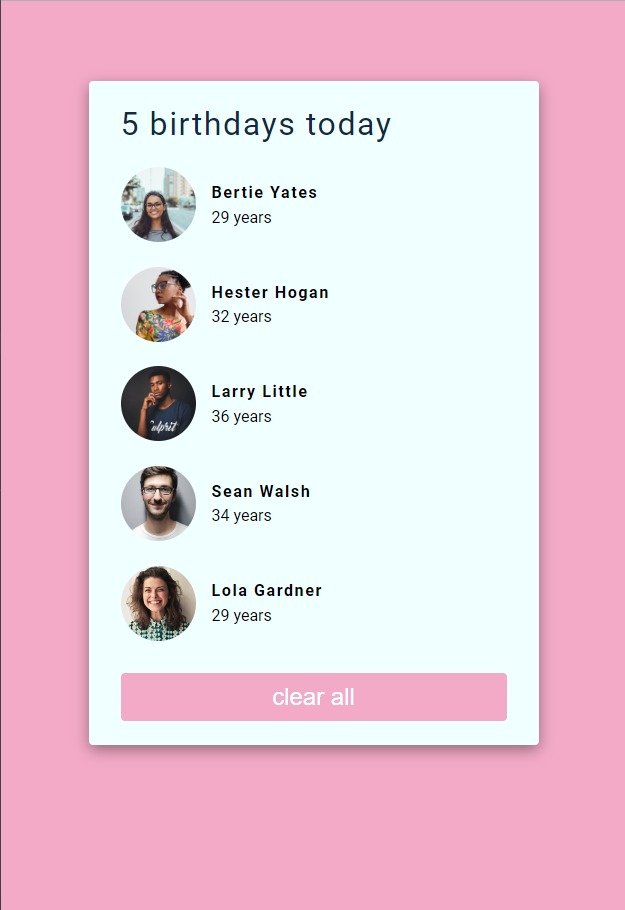 5 birthdays today
Bertie Yates
29 years
Hester Hogan
32 years
Larry Little
36 years
Sean Walsh
34 years
Lola Gardner
29 years
clear all